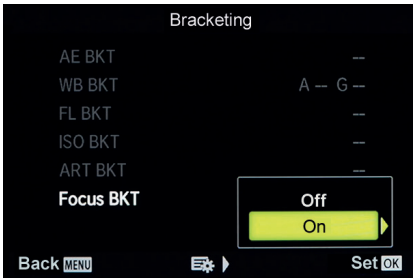 Bracketing
AE BKT --
WB BKT A -- G --
FL BKT --
ISO BKT --
ART BKT --
Focus BKT
Off
On
Back MENU Set OK